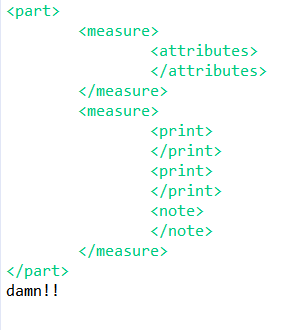 <part>
<measure>
<attributes>
</attributes>
</measure>
<measure>
<print>
</print>
<print>
</print>
<note>
</note>
</measure>
</part>
damn!!